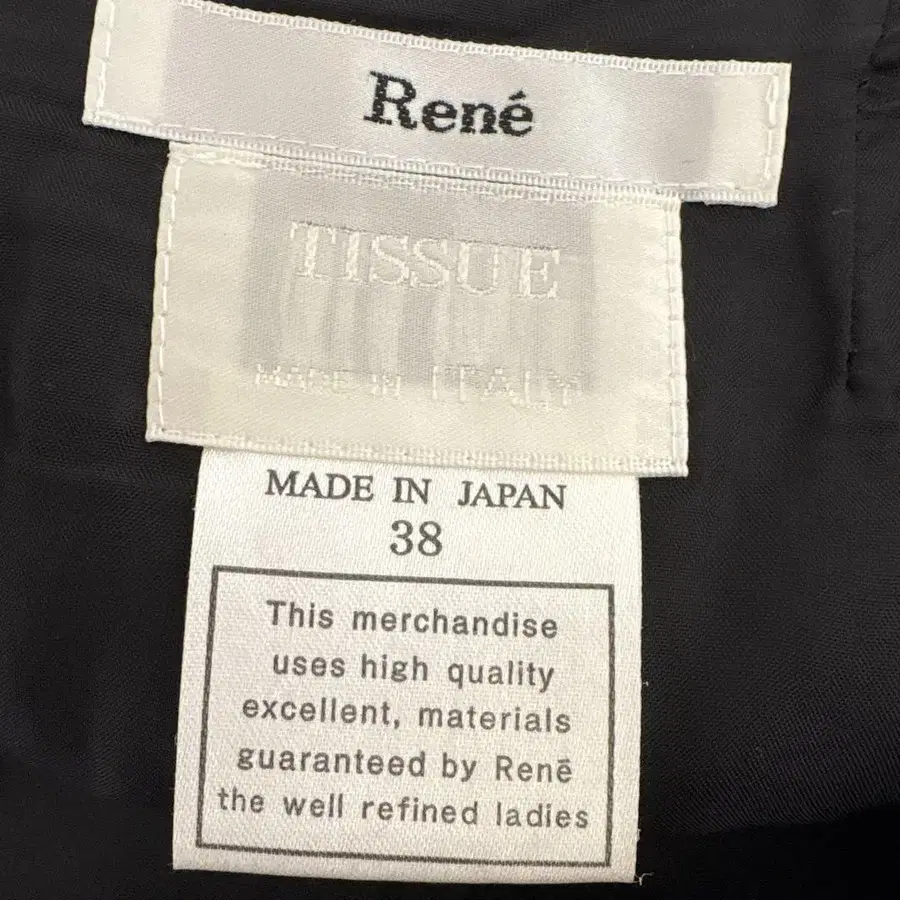 René
TISSUE
MADE IN ITALY
MADE IN JAPAN
38
This merchandise
uses high quality
excellent, materials
guaranteed by Renē
the well refined ladies